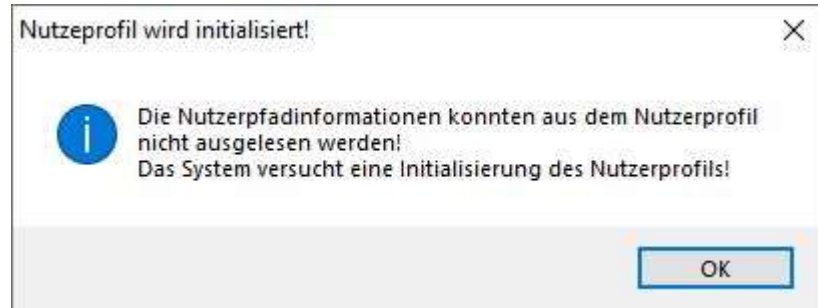 Nutzeprofil wird initialisiert!
Die Nutzerpfadinformationen konnten aus dem Nutzerprofil
nicht ausgelesen werden!
Das System versucht eine Initialisierung des Nutzerprofils!
OK